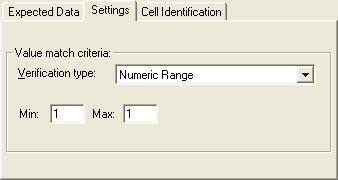 Expected Data Settings Cell Identification
Value match criteria:
Verification type: Numeric Range
Min: 1 Max: 1